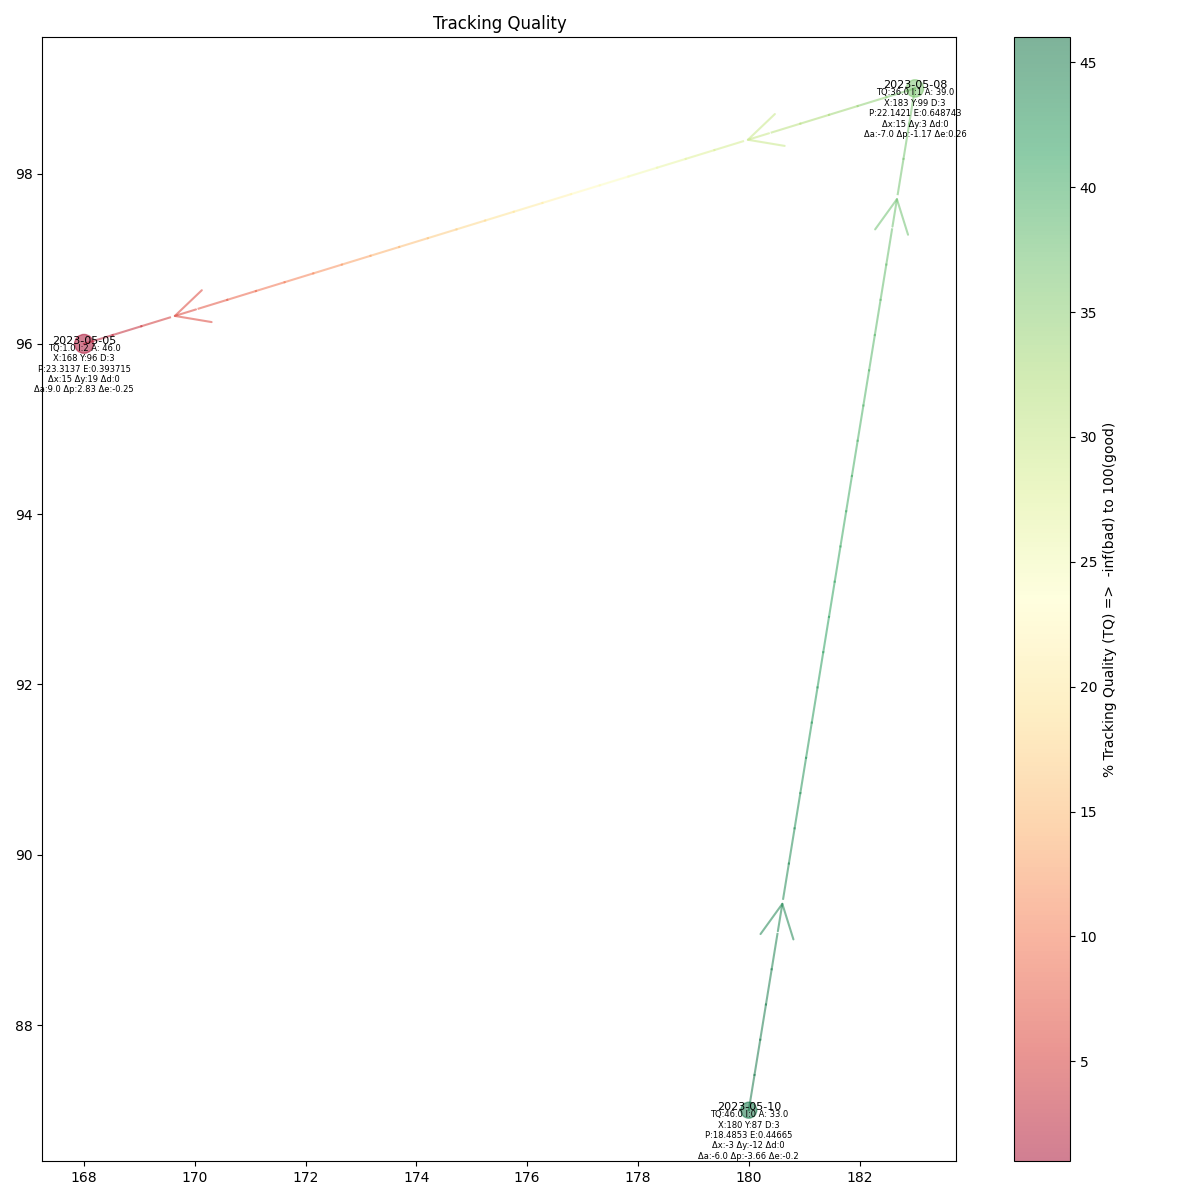 Tracking Quality
2023-05-08
TQ:36.0 I:1 A: 39.0
X:183 Y:99 D:3
P:22.1421 E:0.648743
Δx:15 Δy:3 Δd:0
Δa:-7.0 Δp:-1.17 Δe:0.26
2023-05-05
TQ:1.0 I:2 A: 46.0
X:168 Y:96 D:3
P:23.3137 E:0.393715
Δx:15 Δy:19 Δd:0
Δa:9.0 Δp:2.83 Δe:-0.25
2023-05-10
TQ:46.0 I:0 A: 33.0
X:180 Y:87 D:3
P:18.4853 E:0.44665
Δx:-3 Δy:-12 Δd:0
Δa:-6.0 Δp:-3.66 Δe:-0.2
98
96
94
92
90
88
168
170
172
174
176
178
180
182
45
40
35
30
25
20
15
10
5
% Tracking Quality (TQ) => -inf(bad) to 100(good)